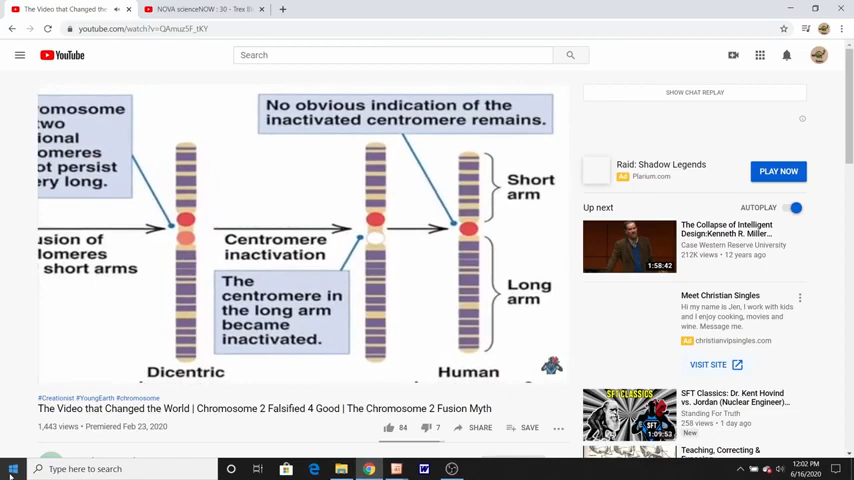 The Video that Changed the
NOVA scienceNOW : 30 - Trex Bl
youtube.com/watch?v=QAmuz5F_tKY
YouTube
Search
omosome
two
ional
omeres
ot persist
ery long.
No obvious indication of the
inactivated centromere remains.
Short
arm
usion of
lomeres
short arms
Centromere
inactivation
The
centromere in
the long arm
became
inactivated.
Long
arm
Dicentric
Human
#Creationist #YoungEarth #chromosome
The Video that Changed the World | Chromosome 2 Falsified 4 Good | The Chromosome 2 Fusion Myth
1,443 views • Premiered Feb 23, 2020
84
7
SHARE
SAVE
SHOW CHAT REPLAY
Raid: Shadow Legends
Ad Plarium.com
PLAY NOW
Up next
AUTOPLAY
The Collapse of Intelligent
Design:Kenneth R. Miller...
Case Western Reserve University
212K views • 12 years ago
1:58:42
Meet Christian Singles
Hi my name is Jen, I work with kids
and I enjoy cooking, movies and
wine. Message me.
Ad christianvipsingles.com
VISIT SITE
SFT CLASSICS
SFT Classics: Dr. Kent Hovind
vs. Jordan (Nuclear Engineer)...
Standing For Truth
258 views • 1 day ago
New
1:09:52
Teaching, Correcting &
Type here to search
12:02 PM
6/16/2020